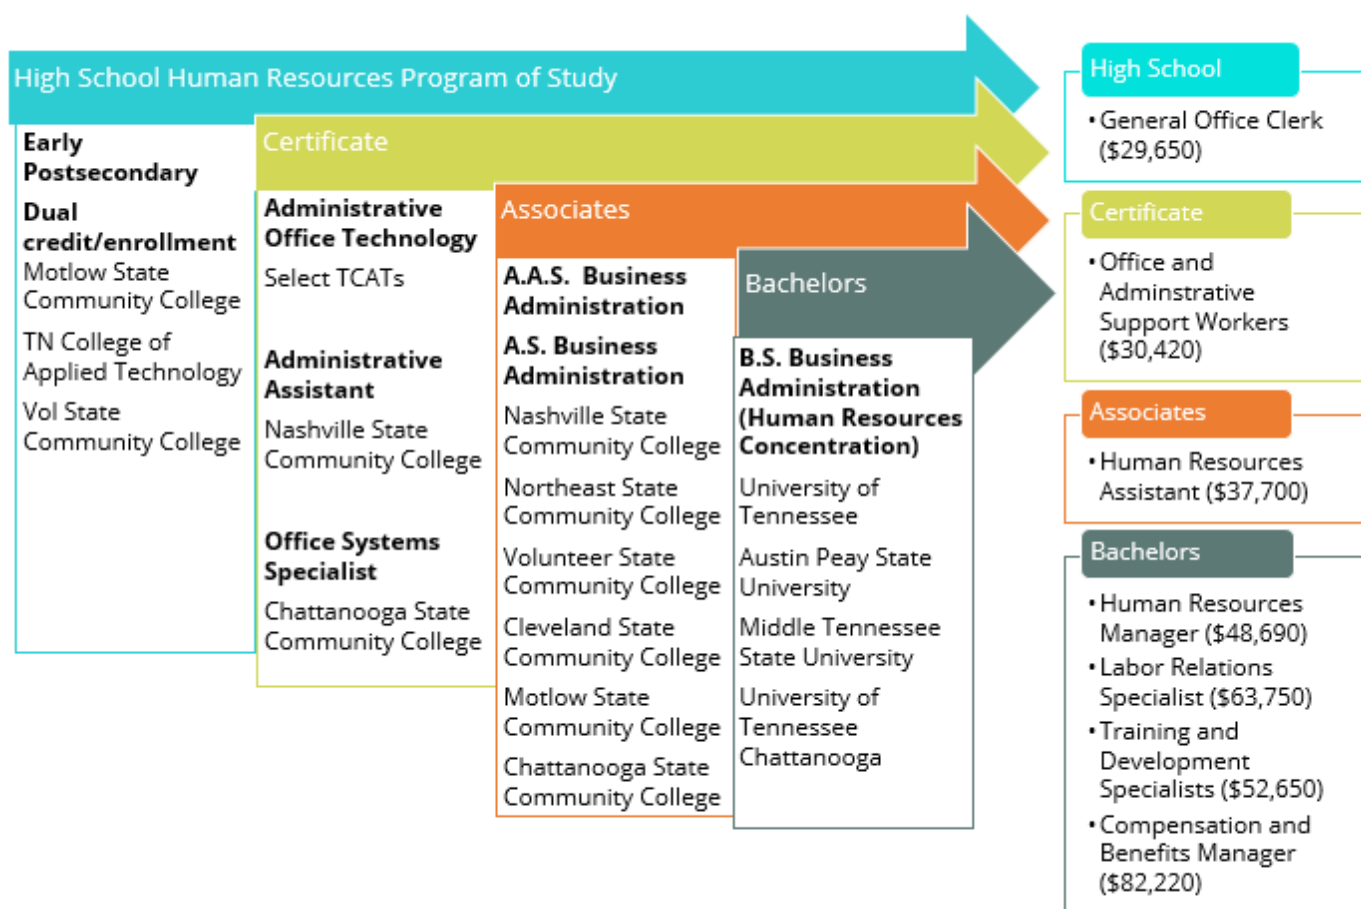 High School Human Resources Program of Study
Early
Postsecondary
Dual
credit/enrollment
Motlow State
Community College
TN College of
Applied Technology
Vol State
Community College
Certificate
Administrative
Office Technology
Select TCATs
Administrative
Assistant
Nashville State
Community College
Office Systems
Specialist
Chattanooga State
Community College
Associates
A.A.S. Business
Administration
A.S. Business
Administration
Nashville State
Community College
Northeast State
Community College
Volunteer State
Community College
Cleveland State
Community College
Motlow State
Community College
Chattanooga State
Community College
Bachelors
B.S. Business
Administration
(Human Resources
Concentration)
University of
Tennessee
Austin Peay State
University
Middle Tennessee
State University
University of
Tennessee
Chattanooga
High School
•General Office Clerk
($29,650)
Certificate
•Office and
Adminstrative
Support Workers
($30,420)
Associates
•Human Resources
Assistant ($37,700)
Bachelors
•Human Resources
Manager ($48,690)
•Labor Relations
Specialist ($63,750)
•Training and
Development
Specialists ($52,650)
•Compensation and
Benefits Manager
($82,220)